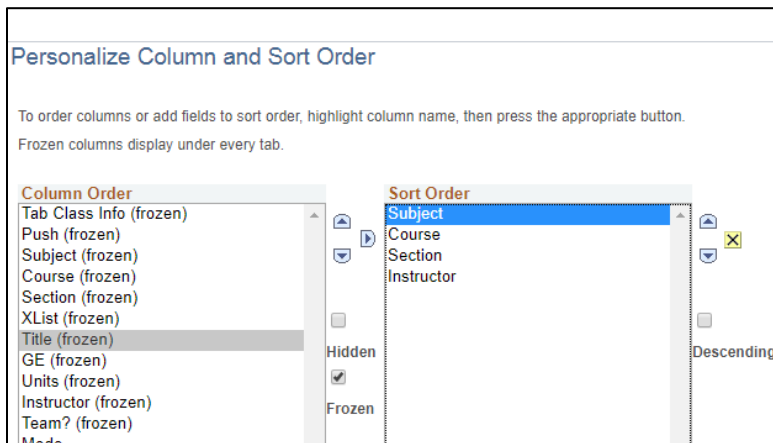 Personalize Column and Sort Order
To order columns or add fields to sort order, highlight column name, then press the appropriate button.
Frozen columns display under every tab.
Column Order
Tab Class Info (frozen)
Push (frozen)
Subject (frozen)
Course (frozen)
Section (frozen)
XList (frozen)
Title (frozen)
GE (frozen)
Units (frozen)
Instructor (frozen)
Team? (frozen)
Mode
Hidden
Frozen
Sort Order
Subject
Course
Section
Instructor
Descending